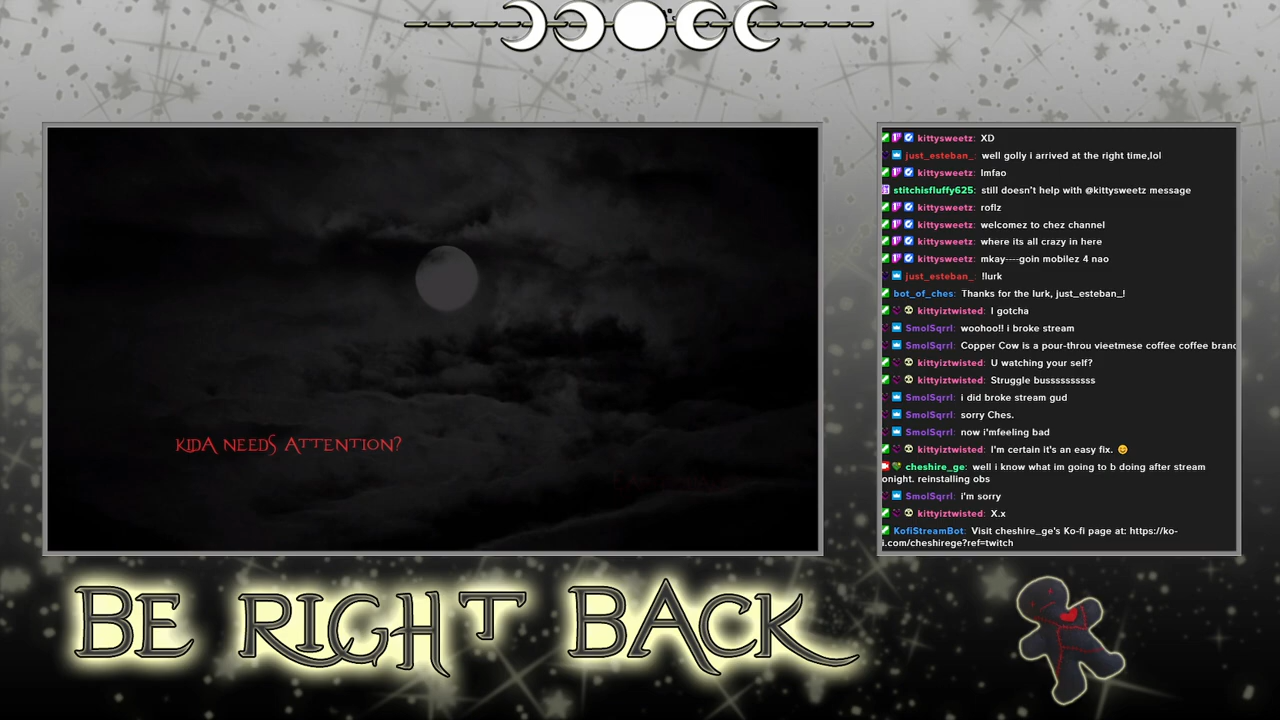 kittysweetz: XD
just_esteban_: well golly i arrived at the right time,lol
kittysweetz: lmfao
stitchisfluffy625: still doesn't help with @kittysweetz message
kittysweetz: roflz
kittysweetz: welcomez to chez channel
kittysweetz: where its all crazy in here
kittysweetz: mkay----goin mobilez 4 nao
just_esteban_: !lurk
bot_of_ches: Thanks for the lurk, just_esteban_!
kittyiztwisted: I gotcha
SmolSqrrl: woohoo!! i broke stream
SmolSqrrl: Copper Cow is a pour-throu vieetmese coffee coffee brand
kittyiztwisted: U watching your self?
kittyiztwisted: Struggle bussssssssss
SmolSqrrl: i did broke stream gud
SmolSqrrl: sorry Ches.
SmolSqrrl: now i'mfeeling bad
kittyiztwisted: I'm certain it's an easy fix. 😊
cheshire_ge: well i know what im going to b doing after stream
onight. reinstalling obs
SmolSqrrl: i'm sorry
kittyiztwisted: X.x
KofiStreamBot: Visit cheshire_ge's Ko-fi page at: https://ko-
i.com/cheshirege?ref=twitch
KIDA NEEDS ATTENTION?
BE RIGHT BACK